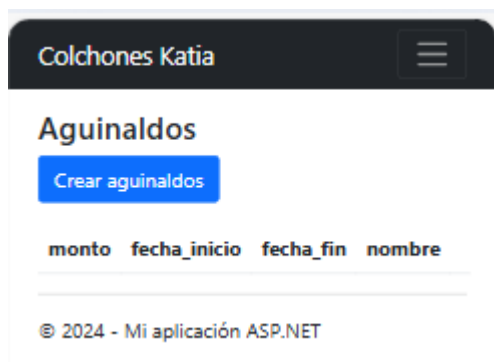 Colchones Katia
Aguinaldos
Crear aguinaldos
monto fecha_inicio fecha_fin nombre
© 2024 - Mi aplicación ASP.NET